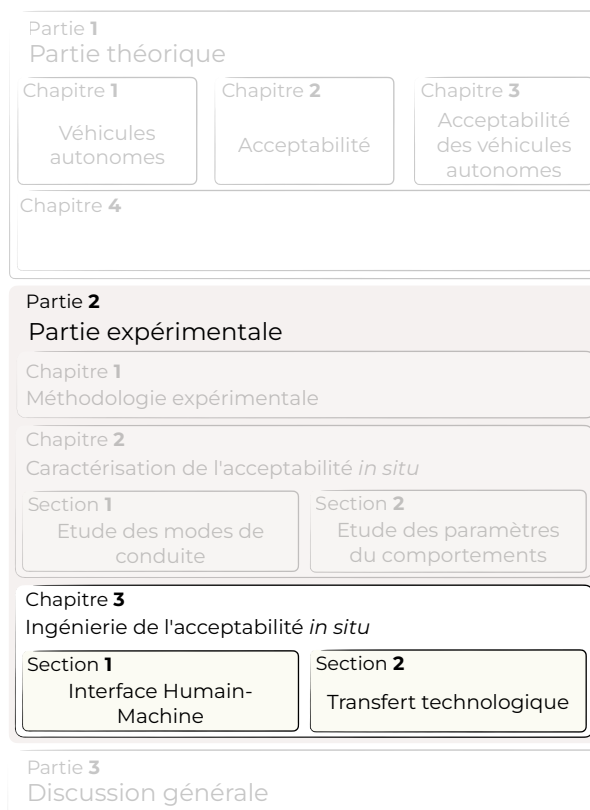 Partie 1
Partie théorique
Chapitre 1
Véhicules
autonomes
Chapitre 2
Acceptabilité
Chapitre 3
Acceptabilité
des véhicules
autonomes
Chapitre 4
Partie 2
Partie expérimentale
Chapitre 1
Méthodologie expérimentale
Chapitre 2
Caractérisation de l'acceptabilité in situ
Section 1
Etude des modes de
conduite
Section 2
Etude des paramètres
du comportements
Chapitre 3
Ingénierie de l'acceptabilité in situ
Section 1
Interface Humain-
Machine
Section 2
Transfert technologique
Partie 3
Discussion générale